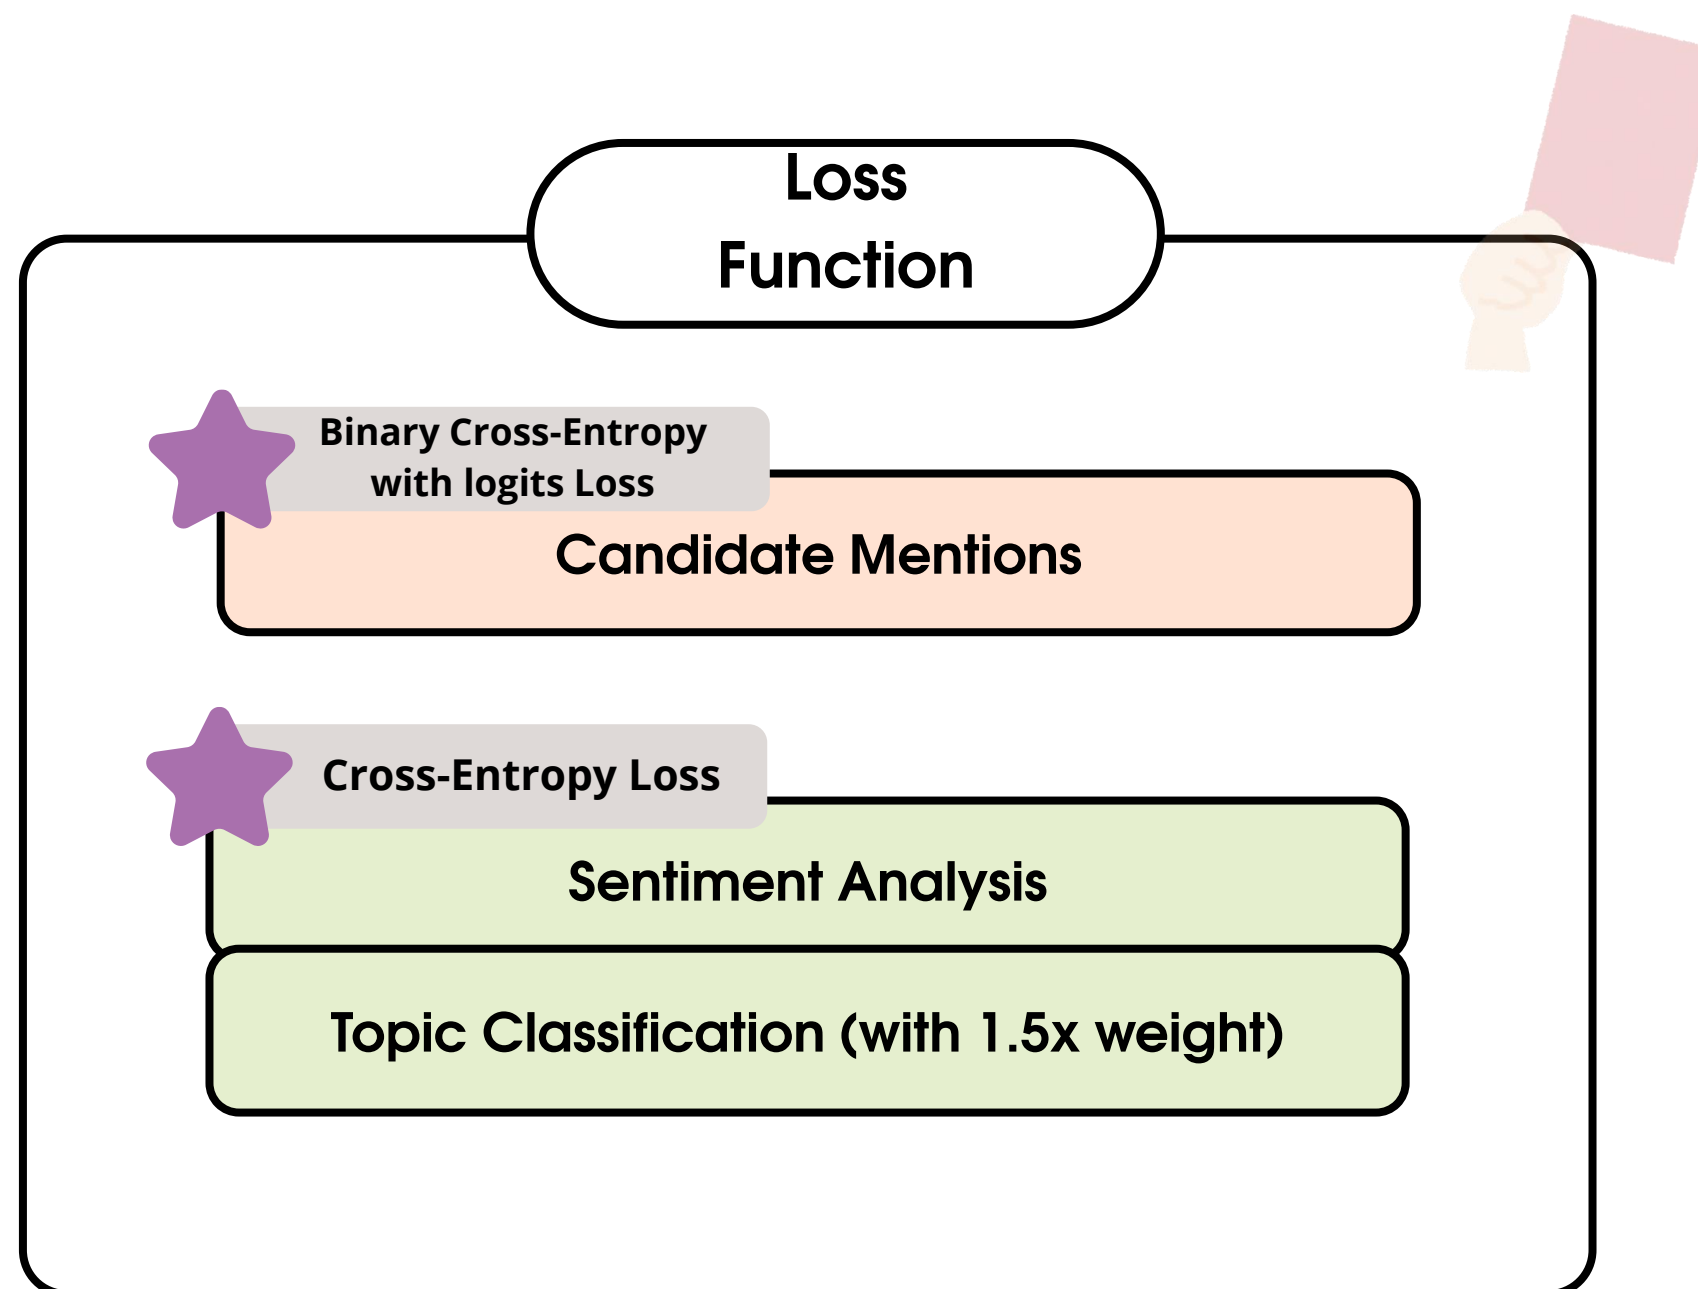 Loss
Function
Binary Cross-Entropy
with logits Loss
Candidate Mentions
Cross-Entropy Loss
Sentiment Analysis
Topic Classification (with 1.5x weight)